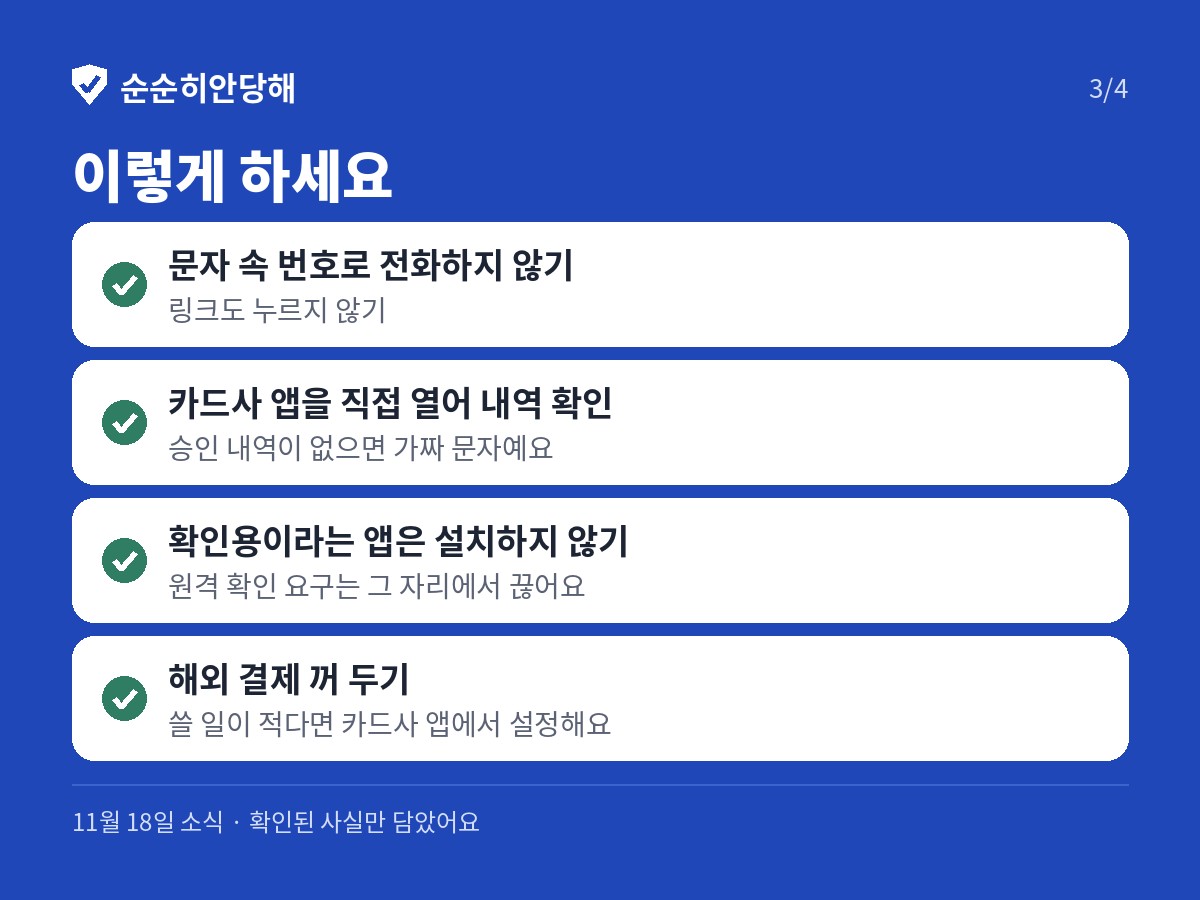 순순히안당해
3/4
이렇게 하세요
문자 속 번호로 전화하지 않기
링크도 누르지 않기
카드사 앱을 직접 열어 내역 확인
승인 내역이 없으면 가짜 문자예요
확인용이라는 앱은 설치하지 않기
원격 확인 요구는 그 자리에서 끊어요
해외 결제 꺼 두기
쓸 일이 적다면 카드사 앱에서 설정해요
11월 18일 소식 · 확인된 사실만 담았어요